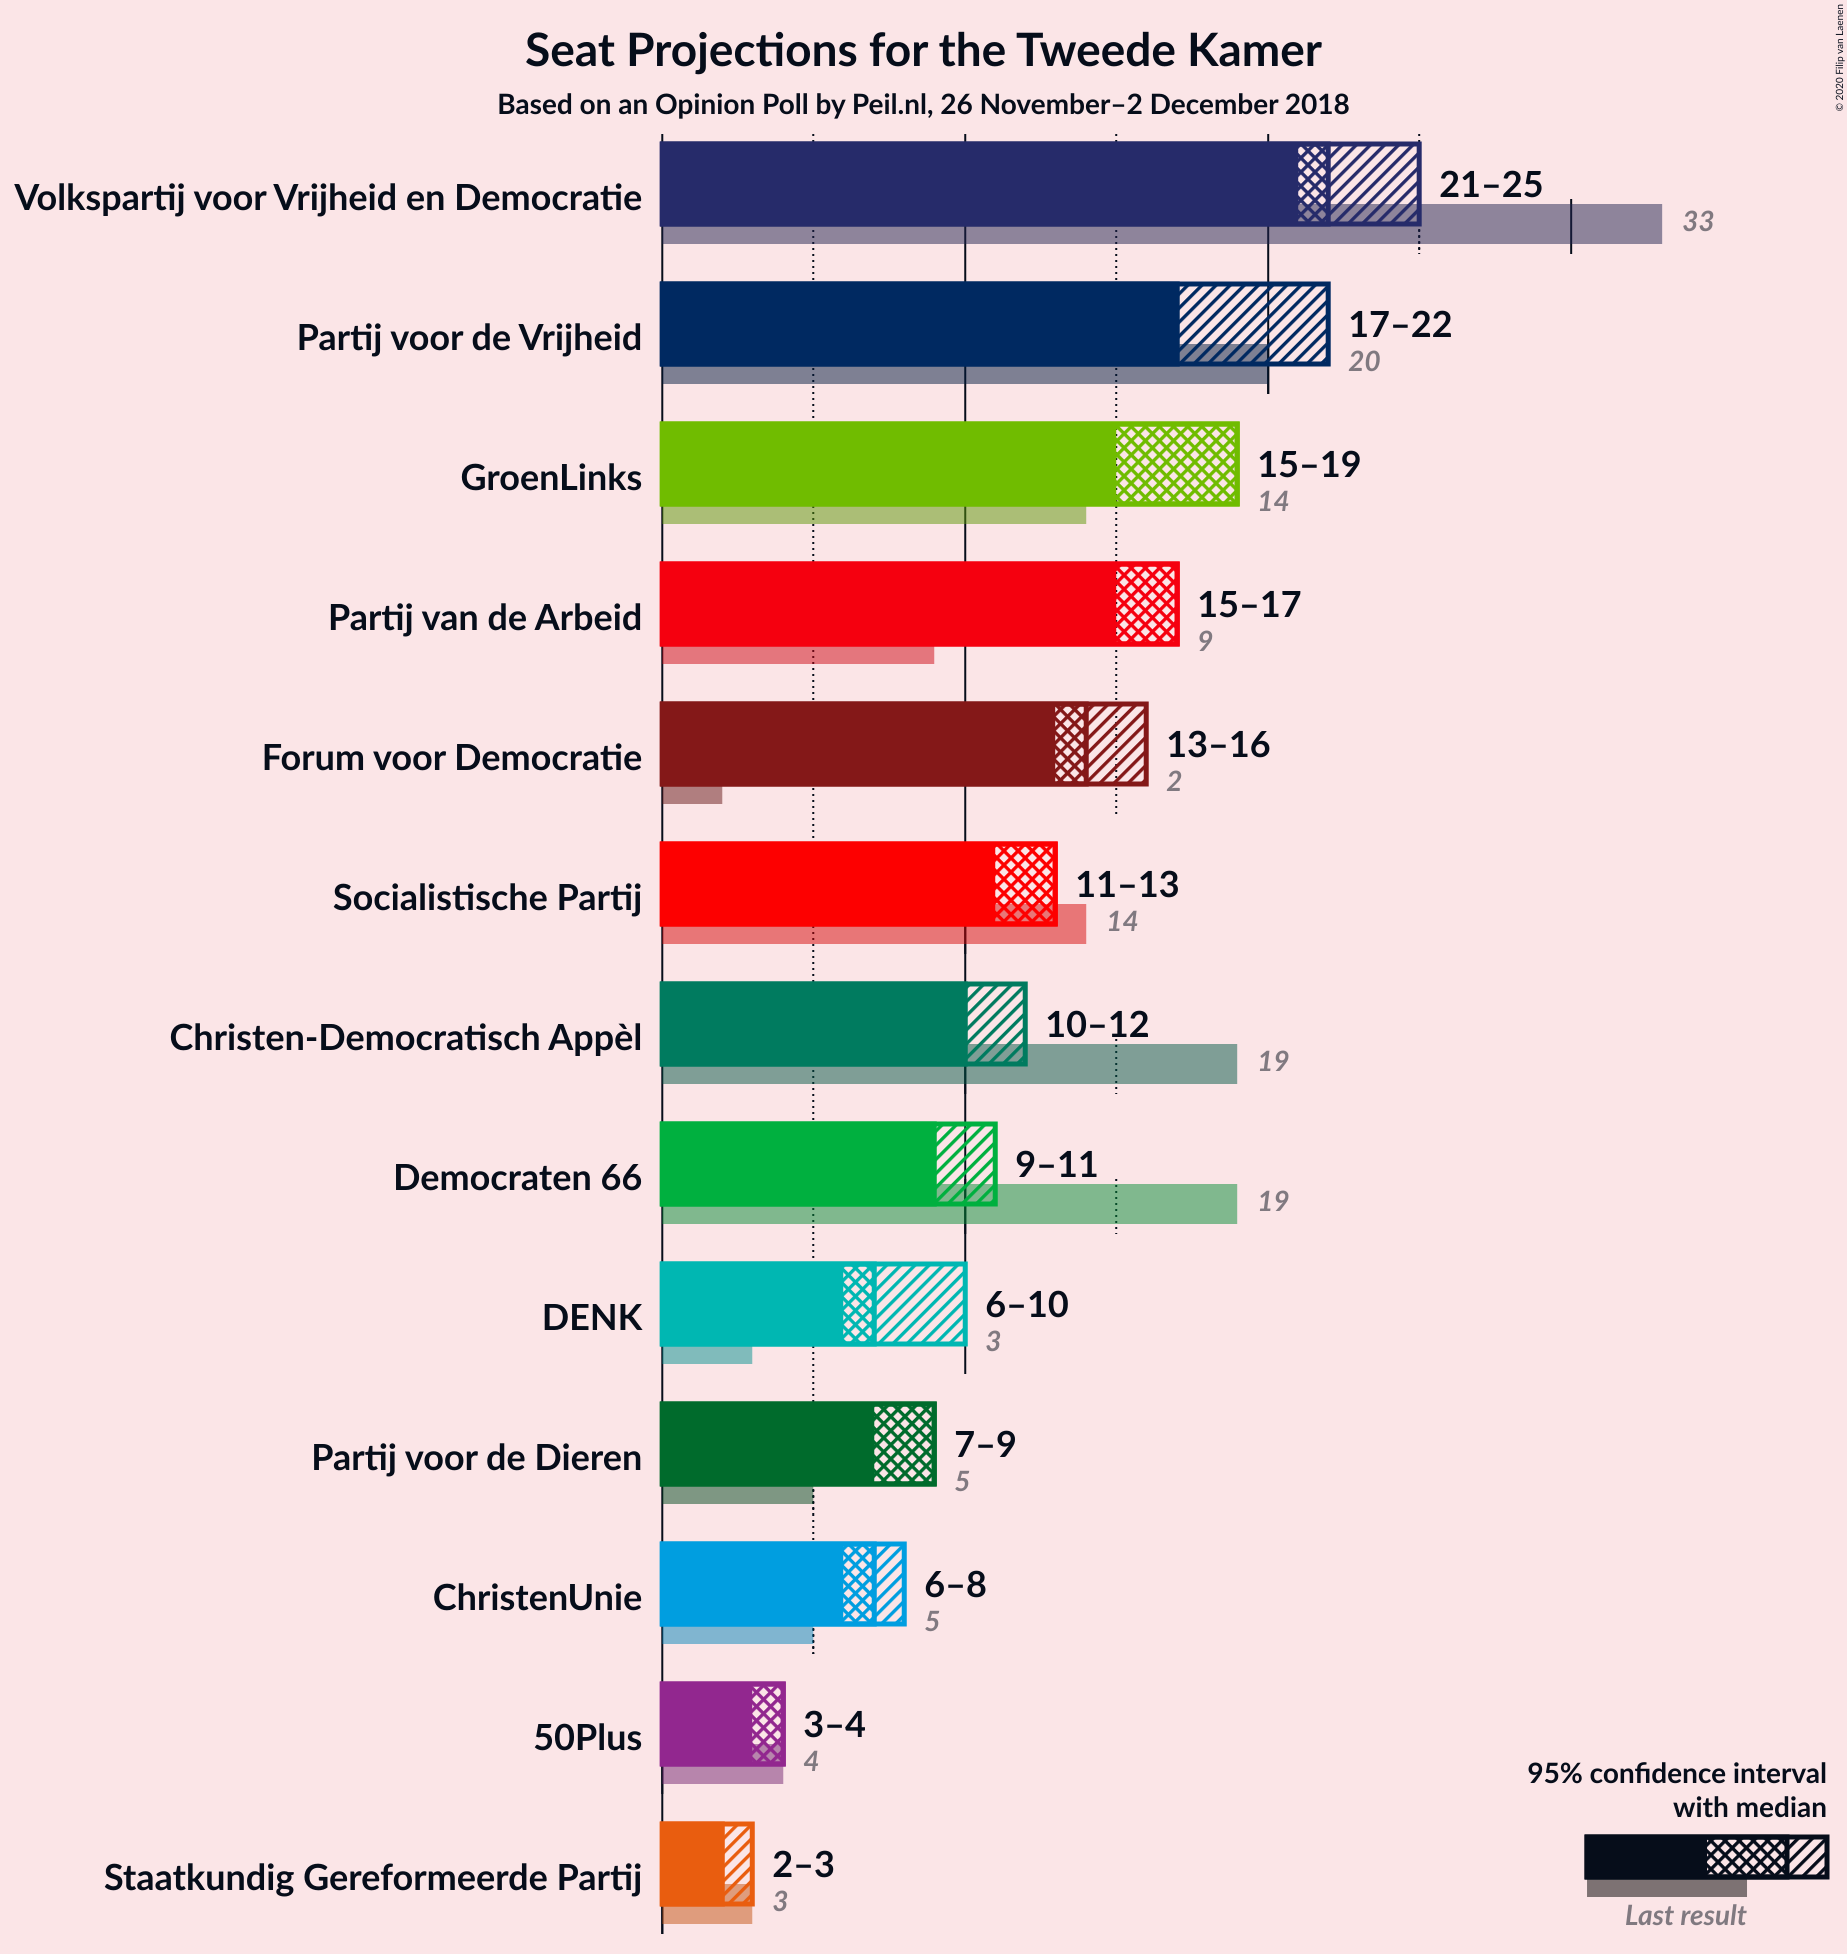 Seat Projections for the Tweede Kamer
Based on an Opinion Poll by Peil.nl, 26 November–2 December 2018
© 2020 Filip van Laenen
Volkspartij voor Vrijheid en Democratie
21–25
33
Partij voor de Vrijheid
17–22
20
GroenLinks
15–19
14
Partij van de Arbeid
15–17
9
Forum voor Democratie
13–16
2
Socialistische Partij
11–13
14
Christen-Democratisch Appèl
10–12
19
Democraten 66
9–11
19
DENK
6–10
3
Partij voor de Dieren
7–9
5
ChristenUnie
6–8
5
50Plus
3–4
4
Staatkundig Gereformeerde Partij
2–3
3
95% confidence interval
with median
Last result